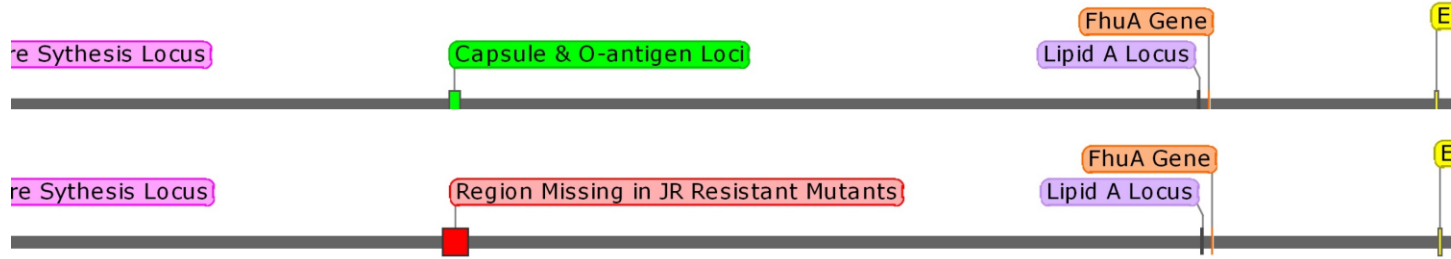 FhuA Gene
E
re Sythesis Locus
Capsule & O-antigen Loci
Lipid A Locus
FhuA Gene
E
re Sythesis Locus
Region Missing in JR Resistant Mutants
Lipid A Locus